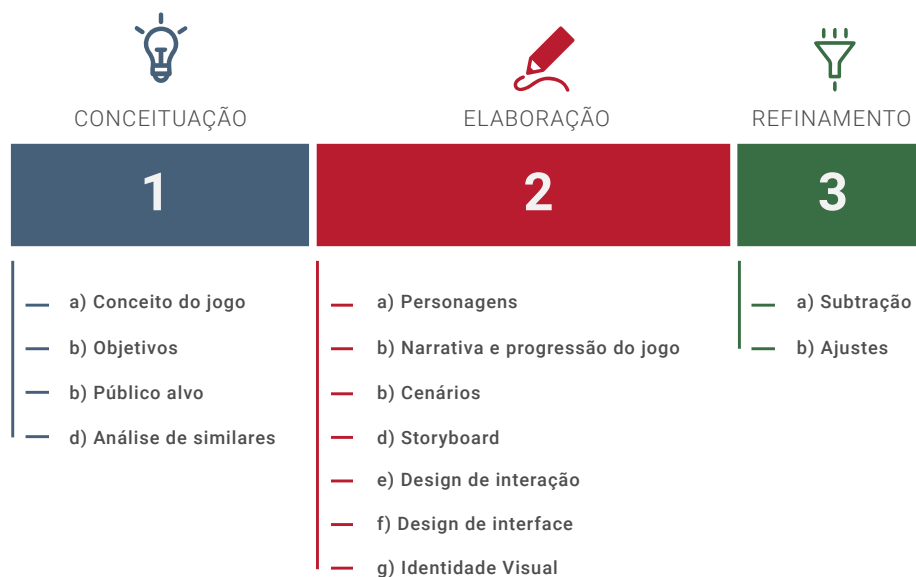 CONCEITUAÇÃO
1
a) Conceito do jogo
b) Objetivos
b) Público alvo
d) Análise de similares
ELABORAÇÃO
2
a) Personagens
b) Narrativa e progressão do jogo
b) Cenários
d) Storyboard
e) Design de interação
f) Design de interface
g) Identidade Visual
REFINAMENTO
3
a) Subtração
b) Ajustes